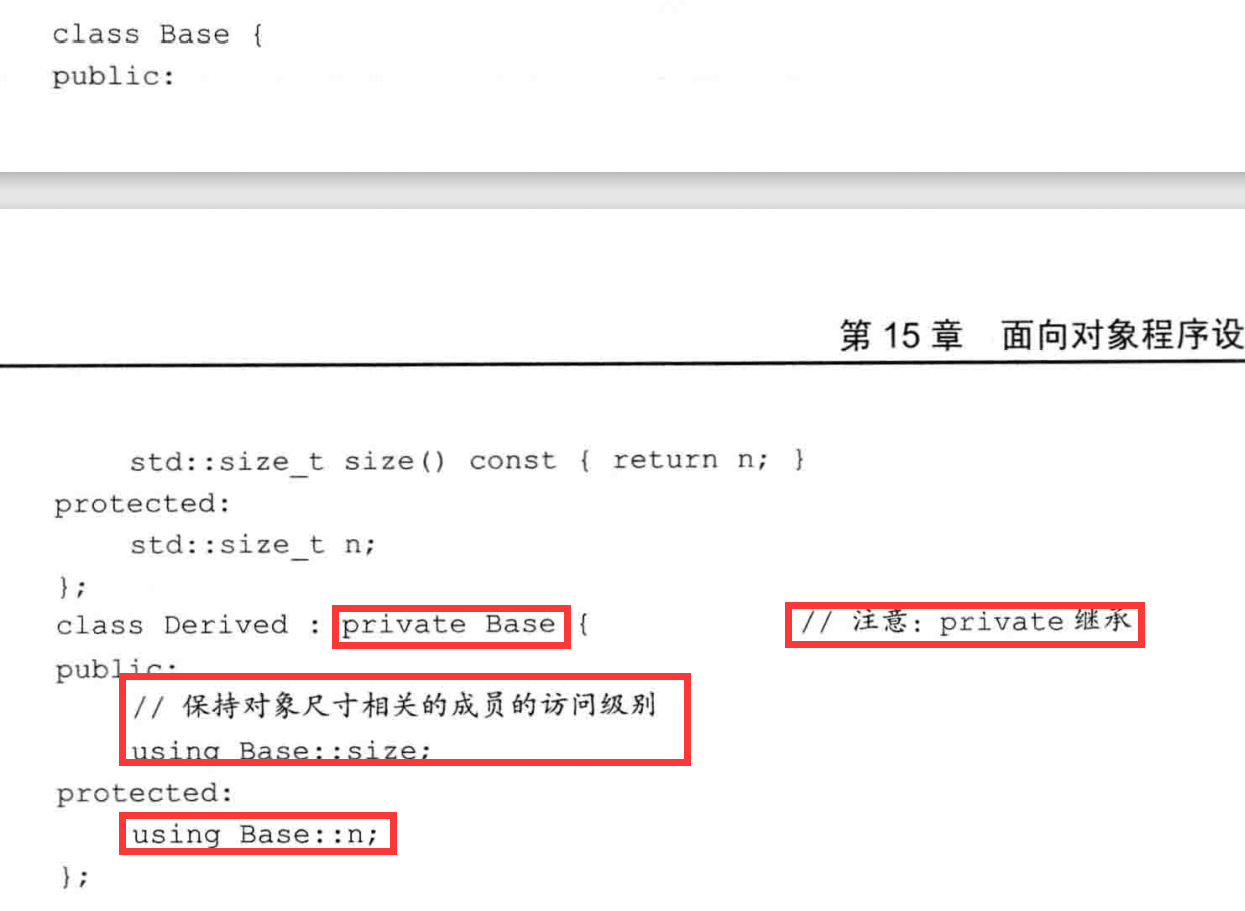 class Base {
public:
第 15 章 面向对象程序设
std::size_t size() const { return n; }
protected:
std::size_t n;
};
class Derived : private Base { // 注意: private 继承
public:
// 保持对象尺寸相关的成员的访问级别
using Base::size;
protected:
using Base::n;
};